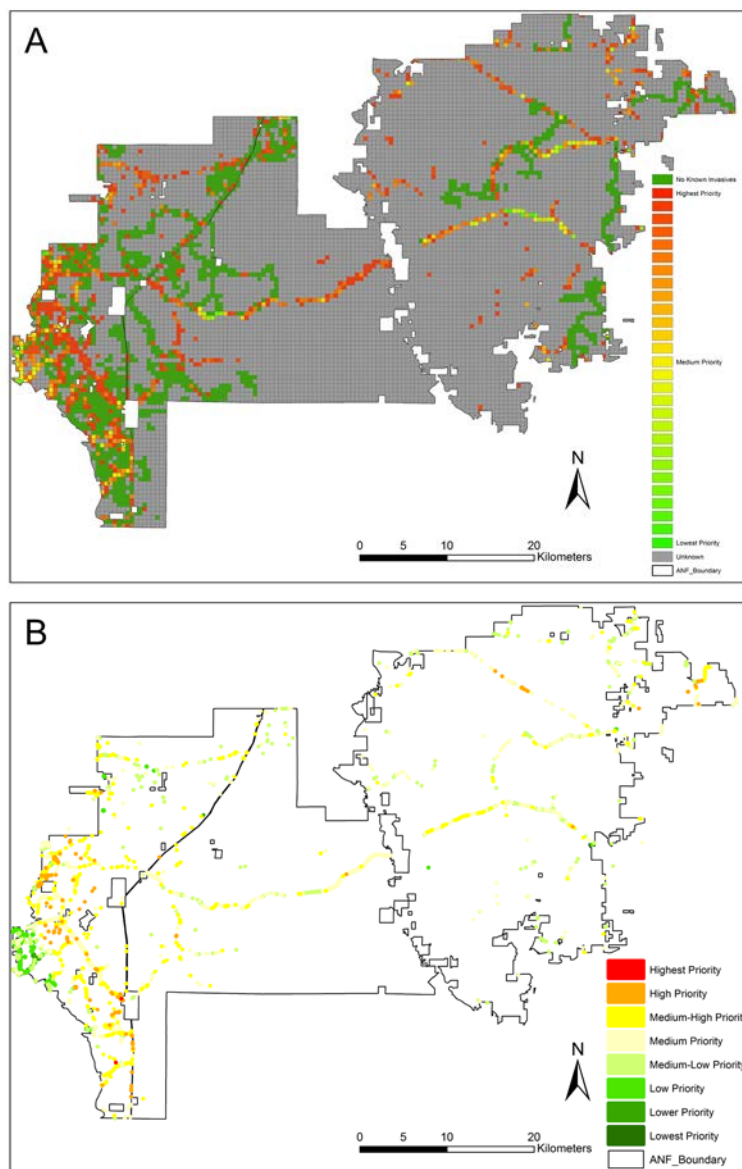 A
No Known Invasives
Highest Priority
Medium Priority
Lowest Priority
Unknown
ANF_Boundary
N
0 5 10 20
Kilometers
B
Highest Priority
High Priority
Medium-High Priority
Medium Priority
Medium-Low Priority
Low Priority
Lower Priority
Lowest Priority
ANF_Boundary
N
0 5 10 20
Kilometers